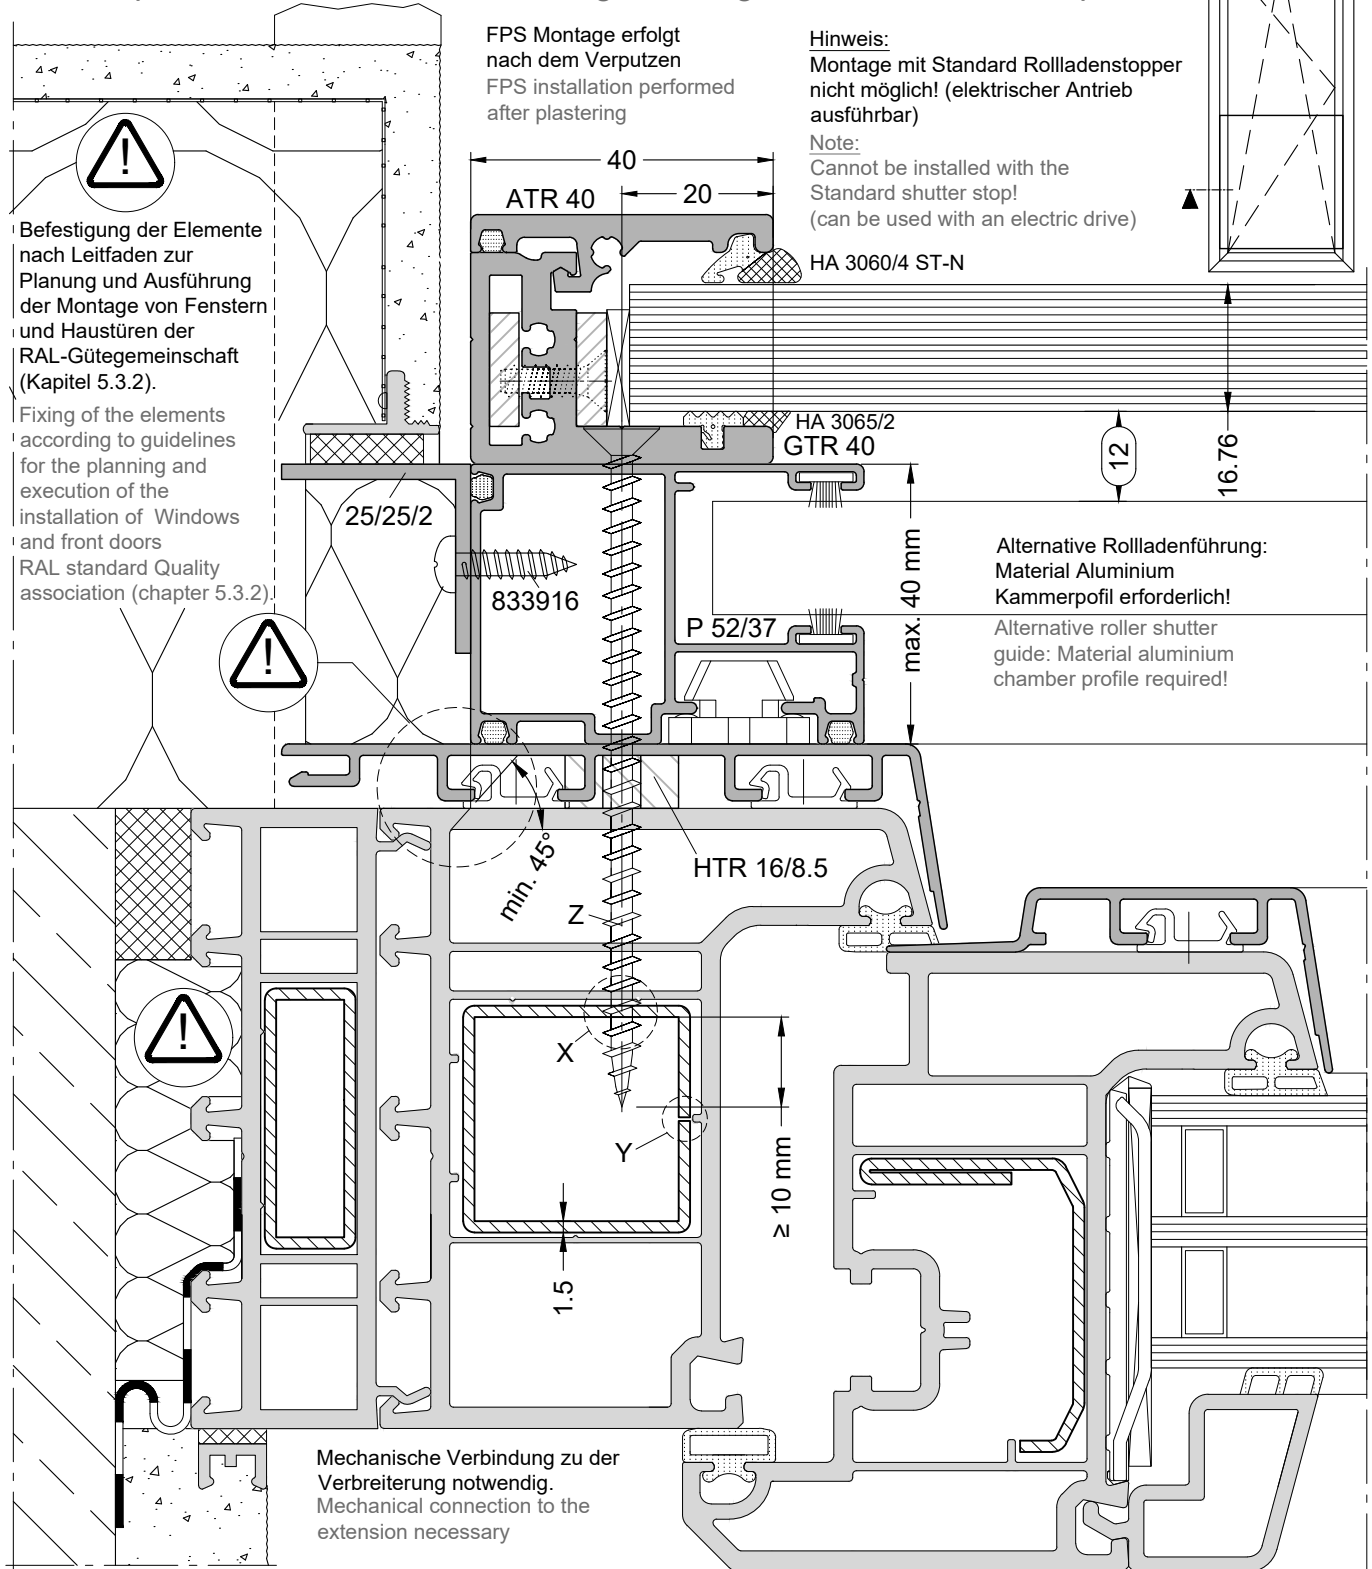 FPS Montage erfolgt
nach dem Verputzen
FPS installation performed
after plastering
Hinweis:
Montage mit Standard Rollladenstopper
nicht möglich! (elektrischer Antrieb
ausführbar)
Note:
Cannot be installed with the
Standard shutter stop!
(can be used with an electric drive)
40
20
ATR 40
HA 3060/4 ST-N
!
Befestigung der Elemente
nach Leitfaden zur
Planung und Ausführung
der Montage von Fenstern
und Haustüren der
RAL-Gütegemeinschaft
(Kapitel 5.3.2).
Fixing of the elements
according to guidelines
for the planning and
execution of the
installation of Windows
and front doors
RAL standard Quality
association (chapter 5.3.2).
HA 3065/2
GTR 40
12
16.76
25/25/2
833916
P 52/37
max. 40 mm
Alternative Rollladenführung:
Material Aluminium
Kammerpofil erforderlich!
Alternative roller shutter
guide: Material aluminium
chamber profile required!
!
min. 45°
HTR 16/8.5
Z
!
X
Y
≥ 10 mm
1.5
Mechanische Verbindung zu der
Verbreiterung notwendig.
Mechanical connection to the
extension necessary